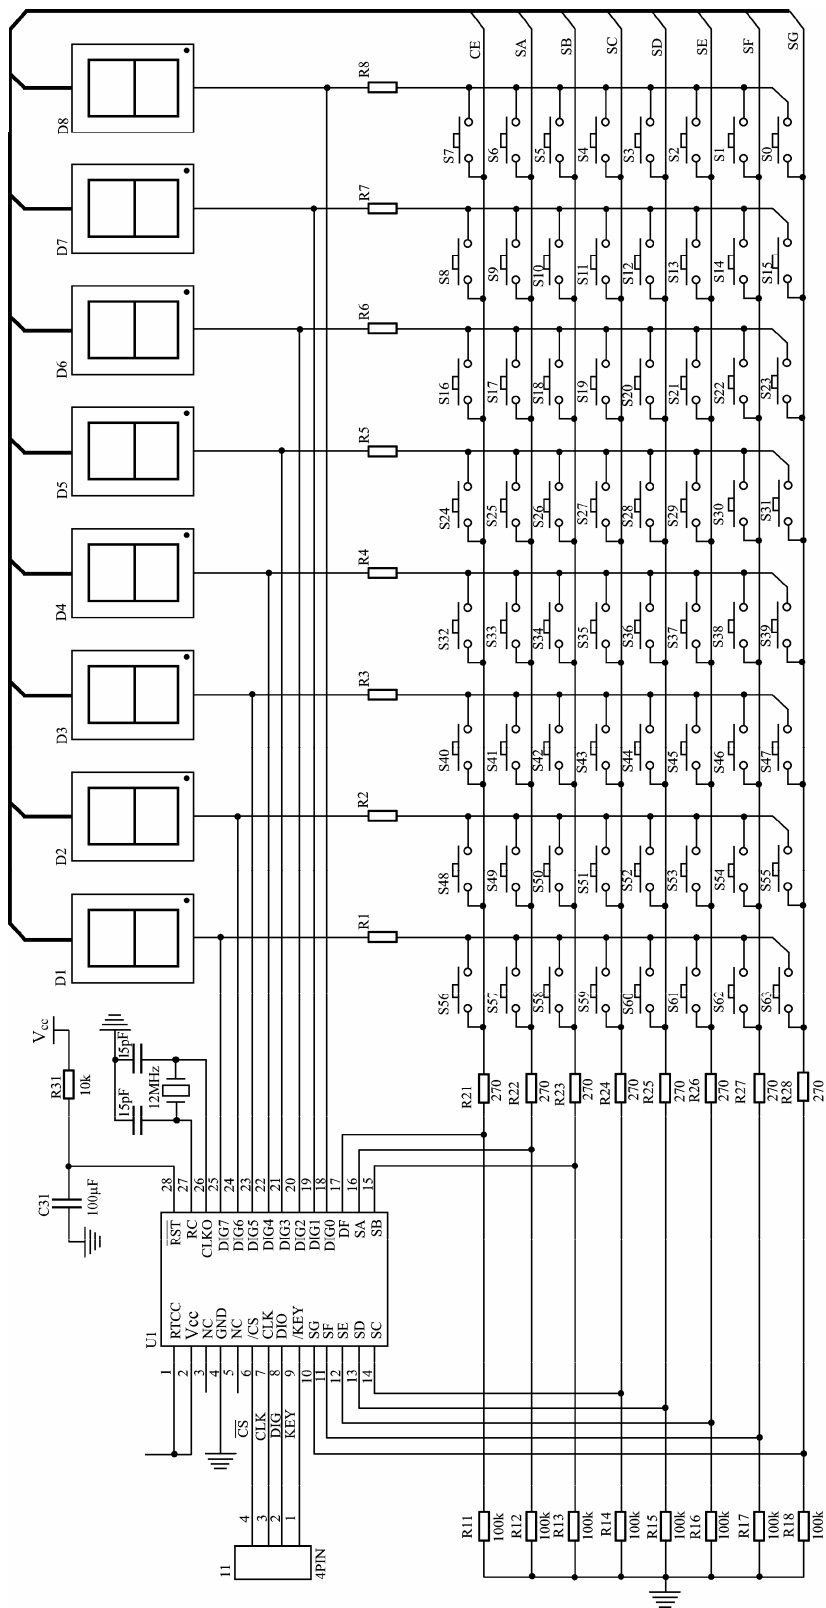 CE SA SB SC SD SE SF SG
D8 R8
S7 S6 S5 S4 S3 S2 S1 S0
D7 R7
S8 S9 S10 S11 S12 S13 S14 S15
D6 R6
S16 S17 S18 S19 S20 S21 S22 S23
D5 R5
S24 S25 S26 S27 S28 S29 S30 S31
D4 R4
S32 S33 S34 S35 S36 S37 S38 S39
D3 R3
S40 S41 S42 S43 S44 S45 S46 S47
D2 R2
S48 S49 S50 S51 S52 S53 S54 S55
D1 R1
S56 S57 S58 S59 S60 S61 S62 S63
Vcc
R31 10k
15pF 15pF
12MHz
R21 270 R22 270 R23 270 R24 270 R25 270 R26 270 R27 270 R28 270
C31 100μF
28 27 26 25 24 23 22 21 20 19 18 17 16 15
RST RC CLKO DIG7 DIG6 DIG5 DIG4 DIG3 DIG2 DIG1 DIG0 DF SA SB
U1
RTCC Vcc NC GND NC /CS CLK DIO /KEY SG SF SE SD SC
1 2 3 4 5 6 7 8 9 10 11 12 13 14
CS CLK DIG KEY
4 3 2 1
11 4PIN
R11 100k R12 100k R13 100k R14 100k R15 100k R16 100k R17 100k R18 100k